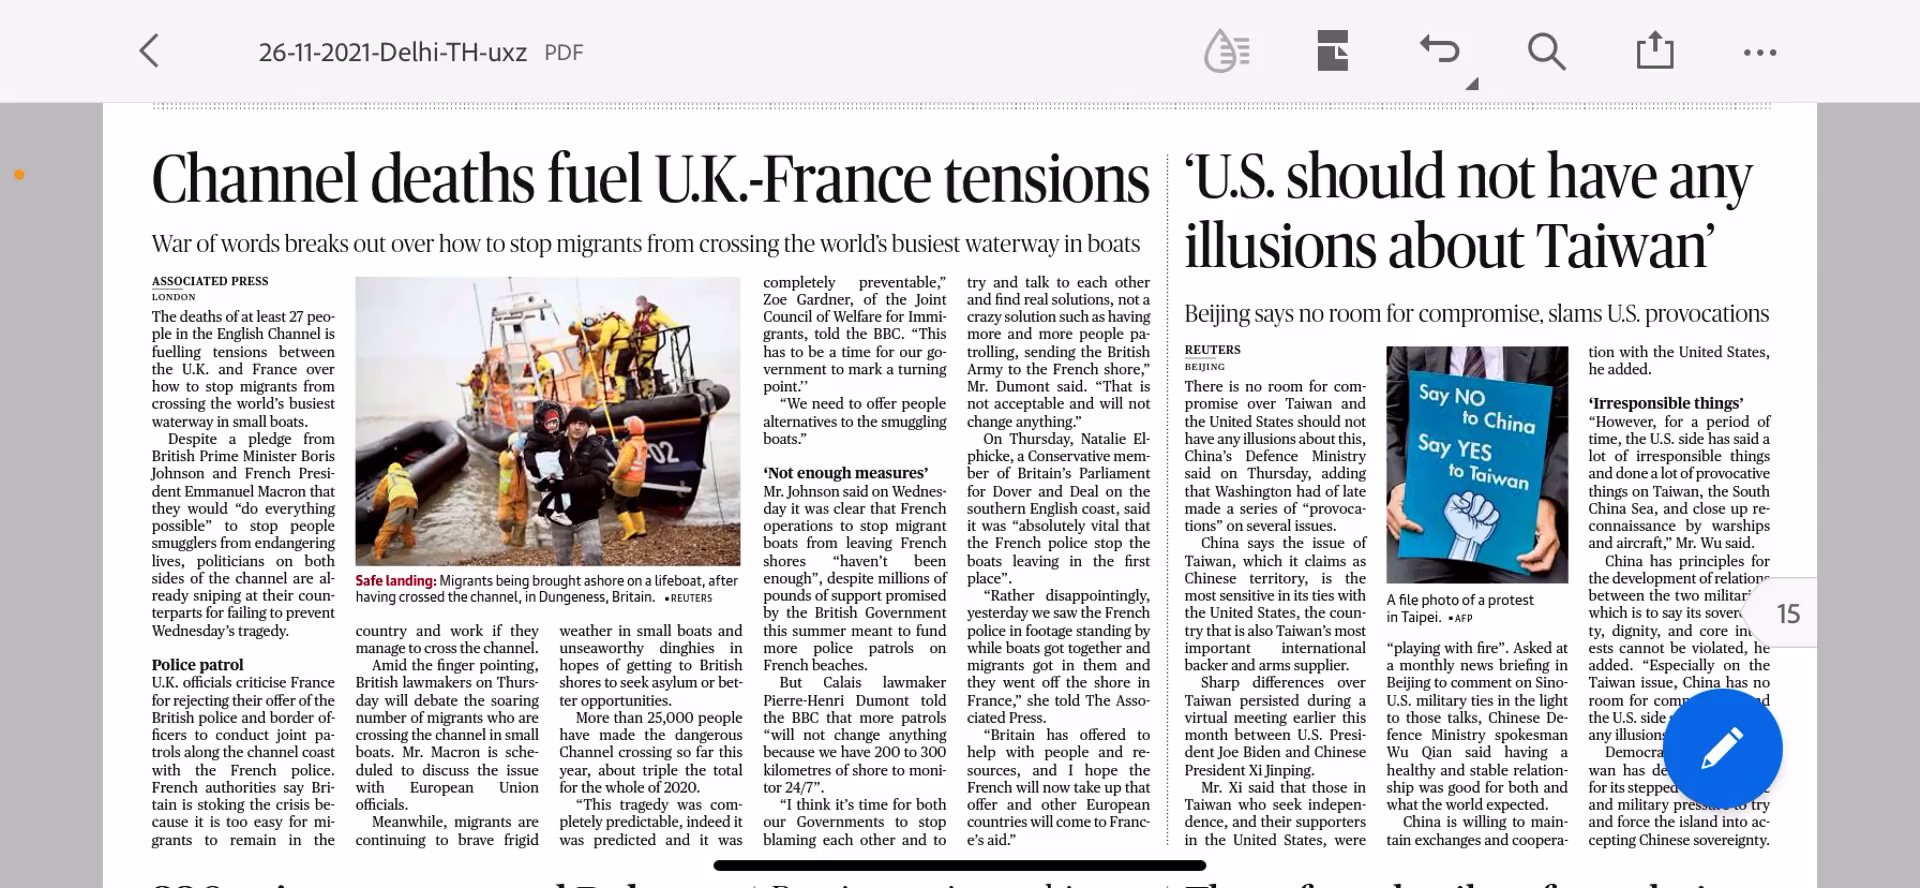 26-11-2021-Delhi-TH-uxz PDF
Channel deaths fuel U.K.-France tensions
War of words breaks out over how to stop migrants from crossing the world's busiest waterway in boats
ASSOCIATED PRESS
LONDON
The deaths of at least 27 peo-
ple in the English Channel is
fuelling tensions between
the U.K. and France over
how to stop migrants from
crossing the world's busiest
waterway in small boats.
Despite a pledge from
British Prime Minister Boris
Johnson and French Presi-
dent Emmanuel Macron that
they would “do everything
possible” to stop people
smugglers from endangering
lives, politicians on both
sides of the channel are al-
ready sniping at their coun-
terparts for failing to prevent
Wednesday's tragedy.
Police patrol
U.K. officials criticise France
for rejecting their offer of the
British police and border of-
ficers to conduct joint pa-
trols along the channel coast
with the French police.
French authorities say Bri-
tain is stoking the crisis be-
cause it is too easy for mi-
grants to remain in the
02
Safe landing: Migrants being brought ashore on a lifeboat, after
having crossed the channel, in Dungeness, Britain. ▪REUTERS
country and work if they
manage to cross the channel.
Amid the finger pointing,
British lawmakers on Thurs-
day will debate the soaring
number of migrants who are
crossing the channel in small
boats. Mr. Macron is sche-
duled to discuss the issue
with European Union
officials.
Meanwhile, migrants are
continuing to brave frigid
weather in small boats and
unseaworthy dinghies in
hopes of getting to British
shores to seek asylum or bet-
ter opportunities.
More than 25,000 people
have made the dangerous
Channel crossing so far this
year, about triple the total
for the whole of 2020.
“This tragedy was com-
pletely predictable, indeed it
was predicted and it was
completely preventable,”
Zoe Gardner, of the Joint
Council of Welfare for Immi-
grants, told the BBC. “This
has to be a time for our go-
vernment to mark a turning
point.’’
“We need to offer people
alternatives to the smuggling
boats.”
‘Not enough measures’
Mr. Johnson said on Wednes-
day it was clear that French
operations to stop migrant
boats from leaving French
shores “haven't been
enough”, despite millions of
pounds of support promised
by the British Government
this summer meant to fund
more police patrols on
French beaches.
But Calais lawmaker
Pierre-Henri Dumont told
the BBC that more patrols
“will not change anything
because we have 200 to 300
kilometres of shore to moni-
tor 24/7”.
“I think it's time for both
our Governments to stop
blaming each other and to
try and talk to each other
and find real solutions, not a
crazy solution such as having
more and more people pa-
trolling, sending the British
Army to the French shore,”
Mr. Dumont said. “That is
not acceptable and will not
change anything.”
On Thursday, Natalie El-
phicke, a Conservative mem-
ber of Britain's Parliament
for Dover and Deal on the
southern English coast, said
it was “absolutely vital that
the French police stop the
boats leaving in the first
place”.
“Rather disappointingly,
yesterday we saw the French
police in footage standing by
while boats got together and
migrants got in them and
they went off the shore in
France,” she told The Asso-
ciated Press.
“Britain has offered to
help with people and re-
sources, and I hope the
French will now take up that
offer and other European
countries will come to Franc-
e's aid.”
‘U.S. should not have any
illusions about Taiwan’
Beijing says no room for compromise, slams U.S. provocations
REUTERS
BEIJING
There is no room for com-
promise over Taiwan and
the United States should not
have any illusions about this,
China's Defence Ministry
said on Thursday, adding
that Washington had of late
made a series of “provoca-
tions” on several issues.
China says the issue of
Taiwan, which it claims as
Chinese territory, is the
most sensitive in its ties with
the United States, the coun-
try that is also Taiwan's most
important international
backer and arms supplier.
Sharp differences over
Taiwan persisted during a
virtual meeting earlier this
month between U.S. Presi-
dent Joe Biden and Chinese
President Xi Jinping.
Mr. Xi said that those in
Taiwan who seek indepen-
dence, and their supporters
in the United States, were
Say NO
to China
Say YES
to Taiwan
A file photo of a protest
in Taipei. ▪AFP
“playing with fire”. Asked at
a monthly news briefing in
Beijing to comment on Sino-
U.S. military ties in the light
to those talks, Chinese De-
fence Ministry spokesman
Wu Qian said having a
healthy and stable relation-
ship was good for both and
what the world expected.
China is willing to main-
tain exchanges and coopera-
tion with the United States,
he added.
‘Irresponsible things’
“However, for a period of
time, the U.S. side has said a
lot of irresponsible things
and done a lot of provocative
things on Taiwan, the South
China Sea, and close up re-
connaissance by warships
and aircraft,” Mr. Wu said.
China has principles for
the development of relations
between the two militar
which is to say its sover
ty, dignity, and core in
ests cannot be violated, he
added. “Especially on the
Taiwan issue, China has no
room for com
the U.S. side
any illusion
Democra
wan has de
for its stepped
and military pressure to try
and force the island into ac-
cepting Chinese sovereignty.
15